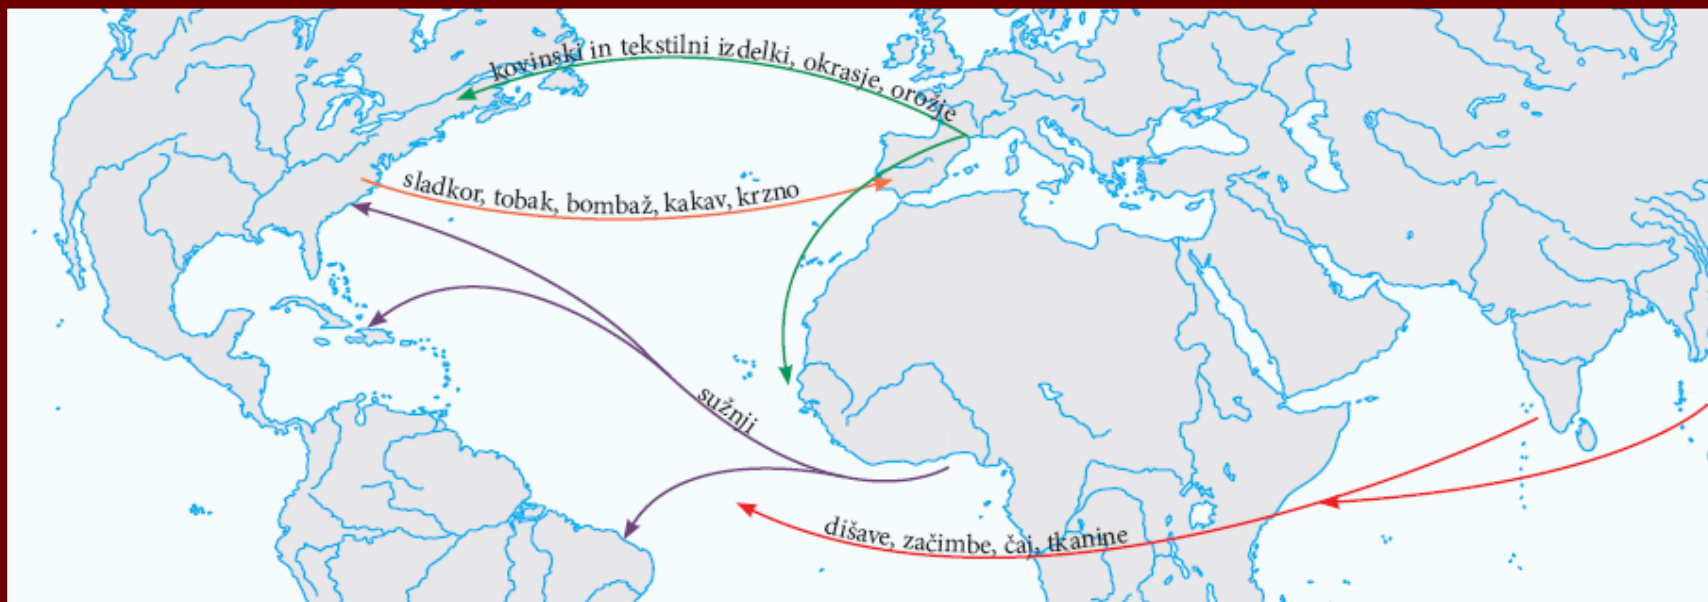 kovinski in tekstilni izdelki, okrasje, orožje
sladkor, tobak, bombaž, kakav, krzno
sužnji
dišave, začimbe, čaj, tkanine